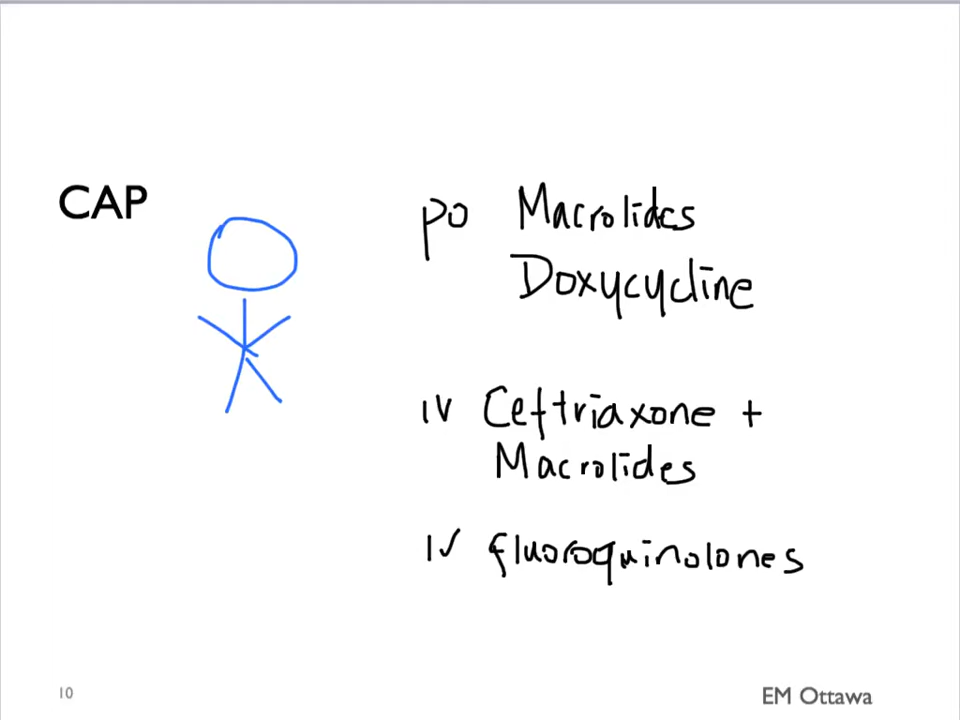 CAP
po Macrolides
Doxycycline
IV Ceftriaxone +
Macrolides
IV fluoroquinolones
10
EM Ottawa